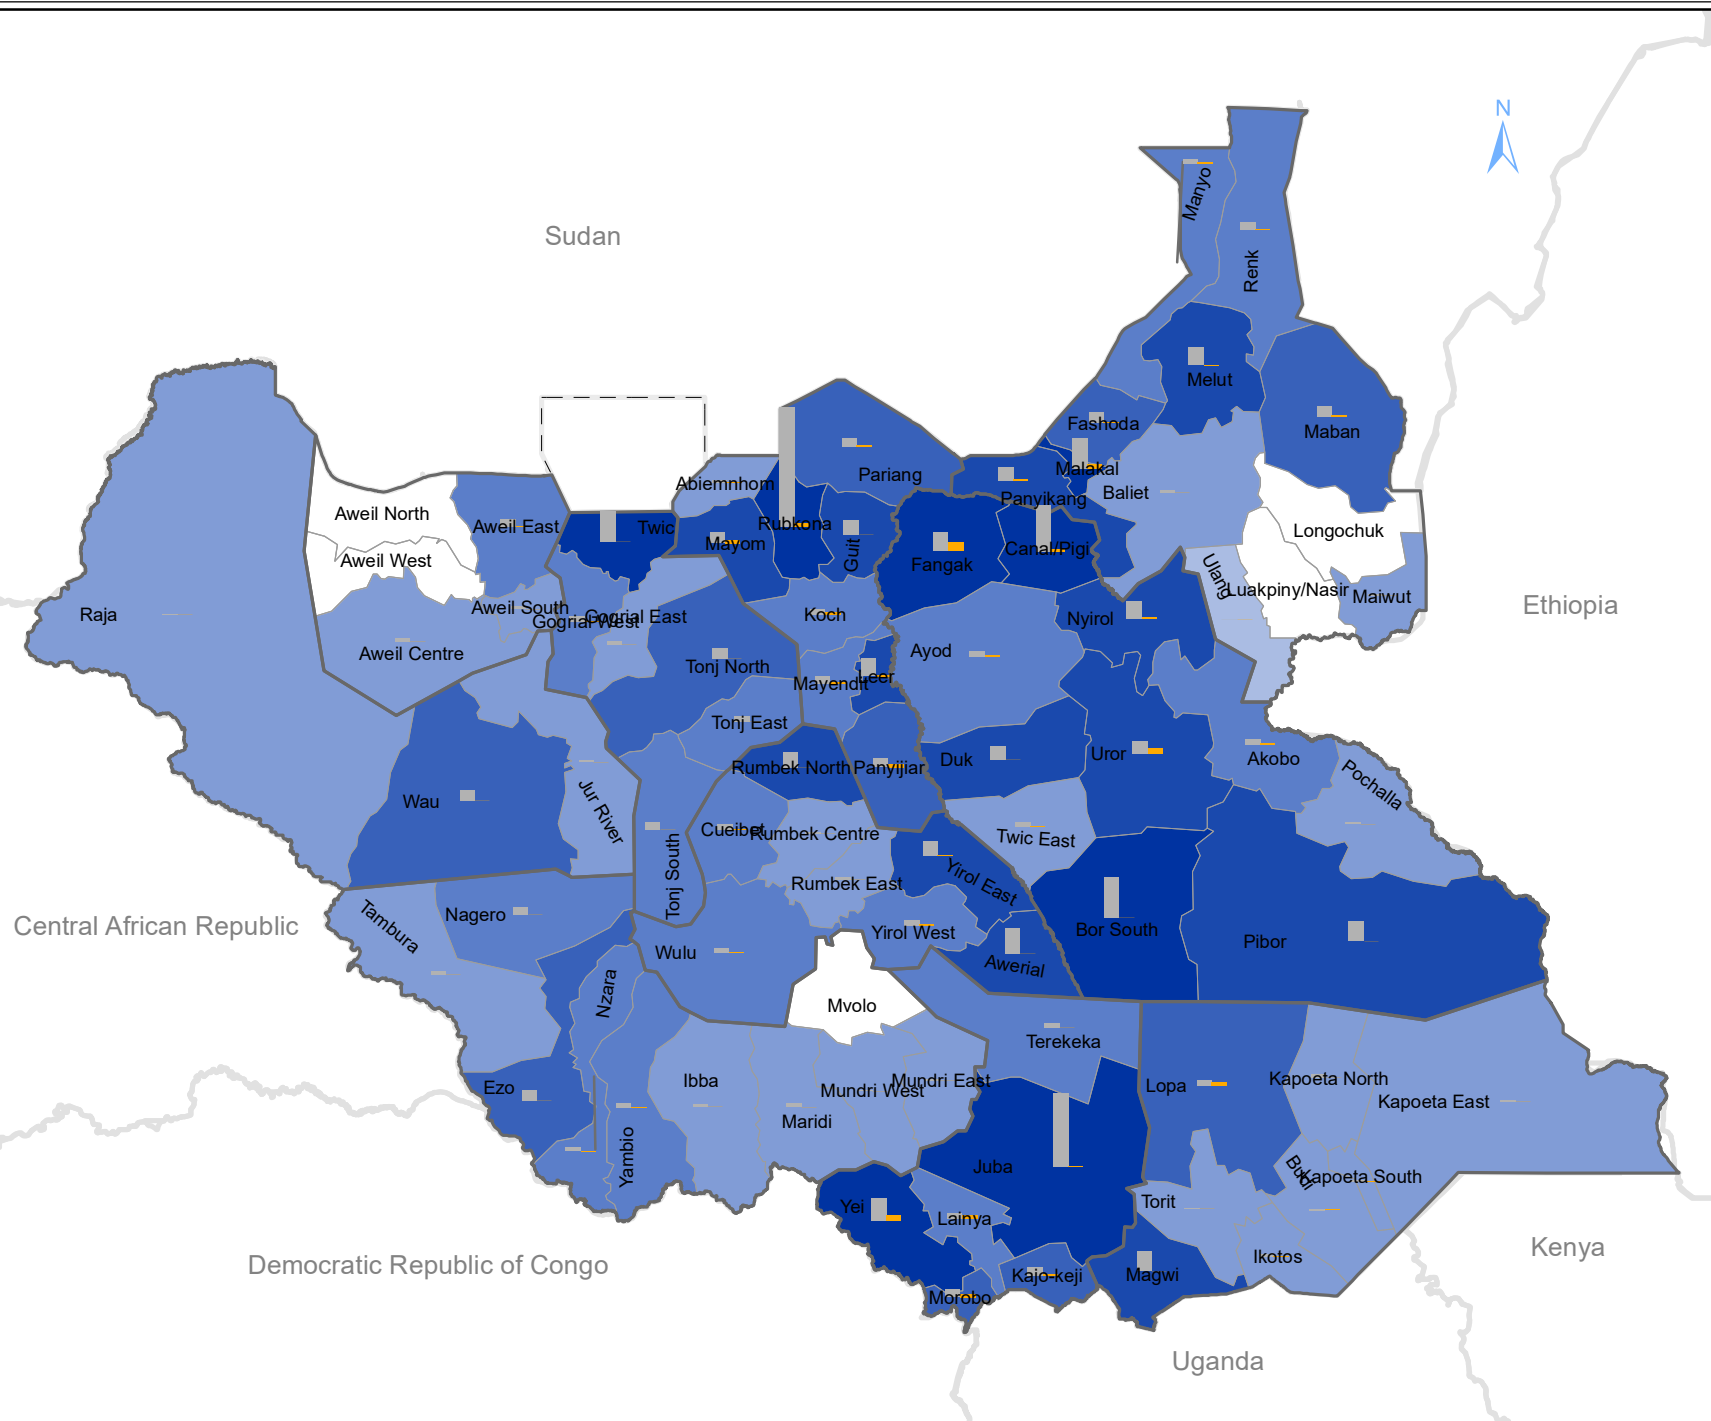 N
Sudan
Manyo
Renk
Melut
Fashoda
Maban
Malakal
Pariang
Abiemnhom
Baliet
Panyikang
Aweil North
Aweil East
Twic
Rubkona
Longochuk
Mayom
Guit
Canal/Pigi
Aweil West
Fangak
Ulang
Luakpiny/Nasir
Maiwut
Ethiopia
Raja
Aweil South
Gogrial West
Gogrial East
Koch
Nyirol
Aweil Centre
Ayod
Tonj North
Leer
Mayendit
Tonj East
Rumbek North
Panyijiar
Duk
Uror
Akobo
Pochalla
Wau
Jur River
Cueibet
Rumbek Centre
Twic East
Tonj South
Rumbek East
Yirol East
Nagero
Tambura
Central African Republic
Yirol West
Bor South
Pibor
Wulu
Awerial
Nzara
Mvolo
Terekeka
Ezo
Ibba
Mundri East
Mundri West
Lopa
Kapoeta North
Kapoeta East
Maridi
Yambio
Juba
Budi
Kapoeta South
Torit
Yei
Lainya
Ikotos
Kenya
Democratic Republic of Congo
Kajo-keji
Magwi
Morobo
Uganda